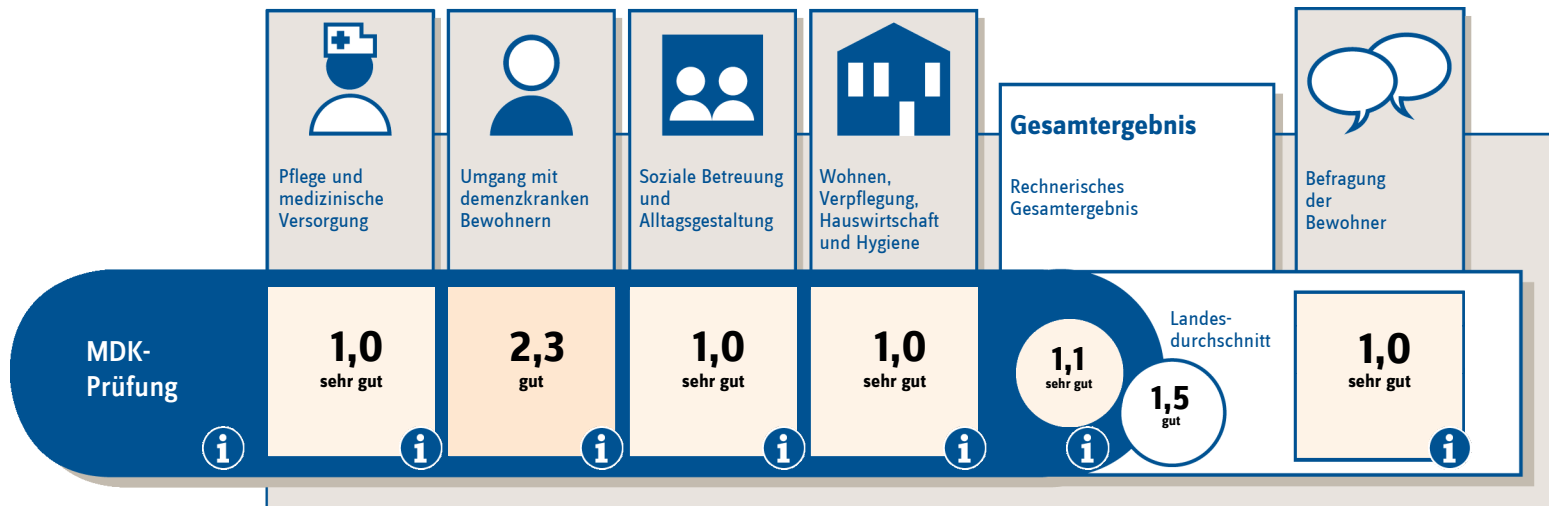 Pflege und
medizinische
Versorgung
Umgang mit
demenzkranken
Bewohnern
Soziale Betreuung
und
Alltagsgestaltung
Wohnen,
Verpflegung,
Hauswirtschaft
und Hygiene
Gesamtergebnis
Rechnerisches
Gesamtergebnis
Befragung
der
Bewohner
MDK-
Prüfung
i
1,0
sehr gut
i
2,3
gut
i
1,0
sehr gut
i
1,0
sehr gut
i
1,1
sehr gut
i
Landes-
durchschnitt
1,5
gut
1,0
sehr gut
i